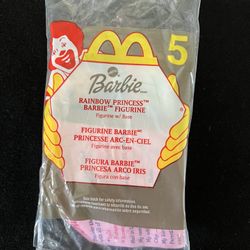 5
Barbie
RAINBOW PRINCESS™
BARBIE™ FIGURINE
Figurine w/ Base
FIGURINE BARBIE™
PRINCESSE ARC-EN-CIEL
Figurine avec base
FIGURA BARBIE™
PRINCESA ARCO IRIS
Figura con base